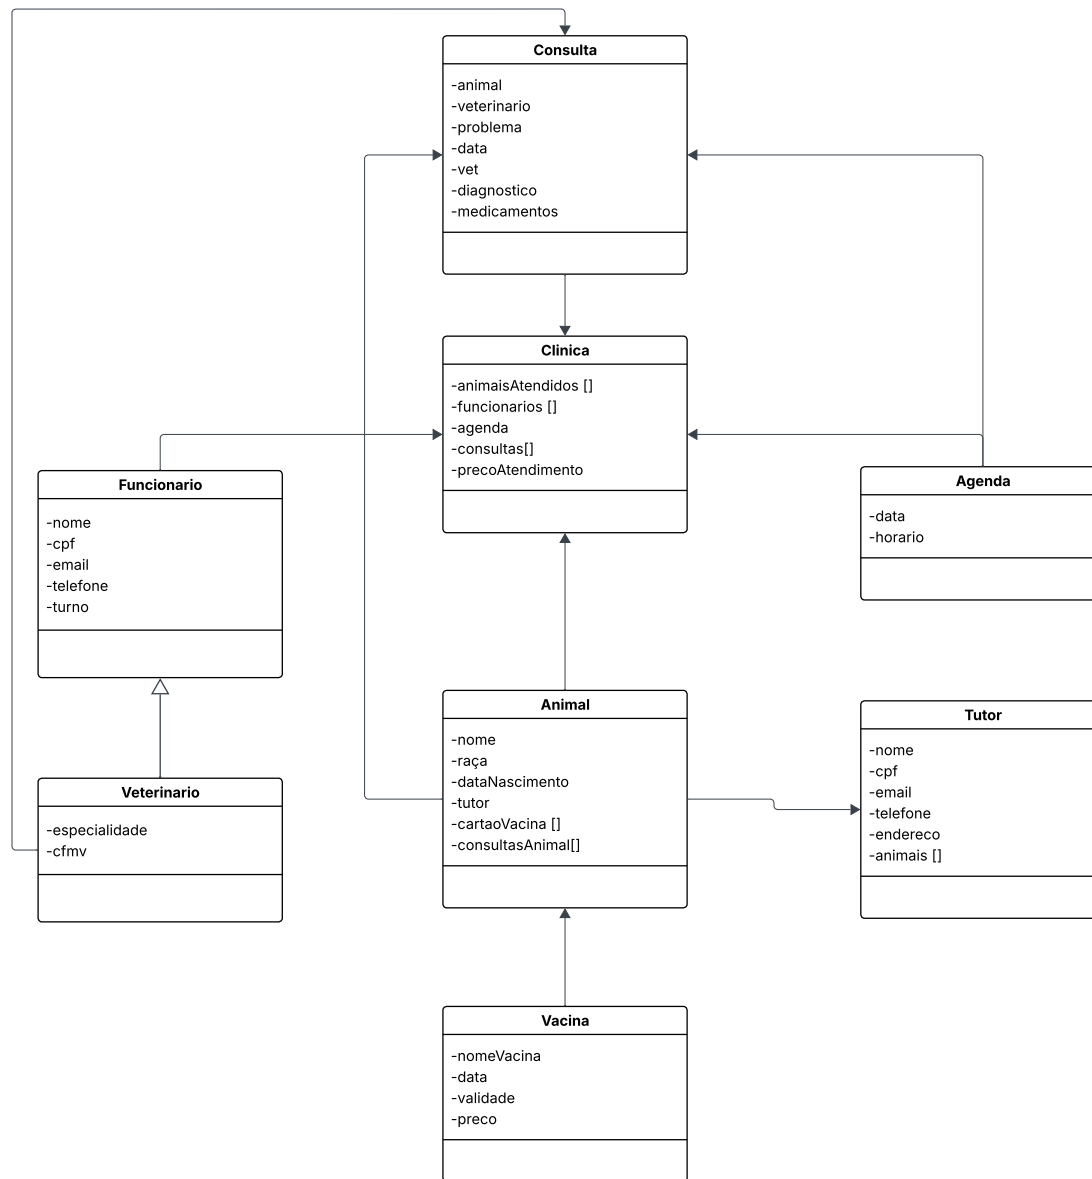 Consulta
-animal
-veterinario
-problema
-data
-vet
-diagnostico
-medicamentos
Clinica
-animaisAtendidos []
-funcionarios []
-agenda
-consultas[]
-precoAtendimento
Funcionario
-nome
-cpf
-email
-telefone
-turno
Agenda
-data
-horario
Veterinario
-especialidade
-cfmv
Animal
-nome
-raça
-dataNascimento
-tutor
-cartaoVacina []
-consultasAnimal[]
Tutor
-nome
-cpf
-email
-telefone
-endereco
-animais []
Vacina
-nomeVacina
-data
-validade
-preco